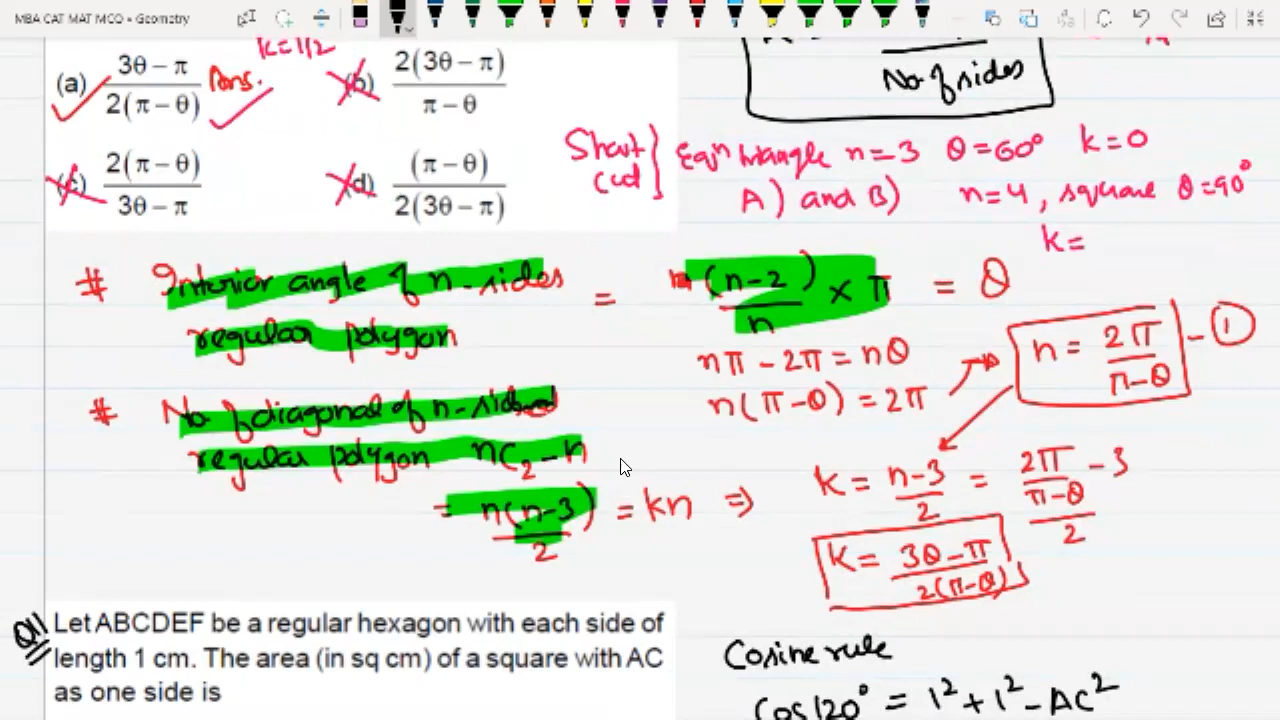 MBA CAT MAT MCQ • Geometry
k=1/2
(a) 3θ − π / 2(π − θ) Ans. (b) 2(3θ − π) / π − θ
No of sides
(c) 2(π − θ) / 3θ − π (d) (π − θ) / 2(3θ − π)
Short cut } Eqn triangle n=3 θ=60° k=0
A) and B) n=4, square θ=90°
k=
# Interior angle of n-sides regular polygon = (n-2)/n × π = θ
nπ - 2π = nθ
n(π-θ) = 2π
n = 2π/π-θ - ①
# No of diagonal of n-sided regular polygon nC2 - n
= n(n-3)/2 = kn ⇒ k = n-3/2 = 2π/π-θ - 3 / 2
k = 3θ-π / 2(π-θ)
Q11 Let ABCDEF be a regular hexagon with each side of
length 1 cm. The area (in sq cm) of a square with AC
as one side is
Cosine rule
Cos120° = 1² + 1² - AC²